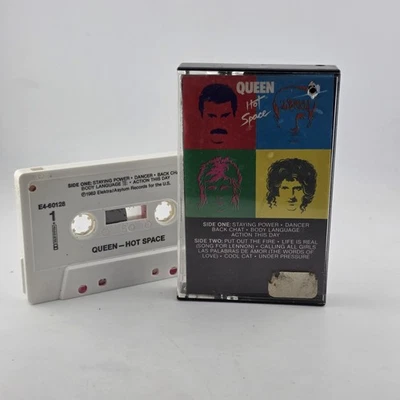 SIDE ONE: STAYING POWER • DANCER • BACK CHAT •
BODY LANGUAGE • ACTION THIS DAY
℗1982 Elektra/Asylum Records for the U.S.
E4-60128
1
DOLBY SYSTEM
QUEEN—HOT SPACE
QUEEN
Hot
Space
SIDE ONE: STAYING POWER • DANCER
BACK CHAT • BODY LANGUAGE
ACTION THIS DAY
SIDE TWO: PUT OUT THE FIRE • LIFE IS REAL
(SONG FOR LENNON) • CALLING ALL GIRLS
LAS PALABRAS DE AMOR (THE WORDS OF
LOVE) • COOL CAT • UNDER PRESSURE